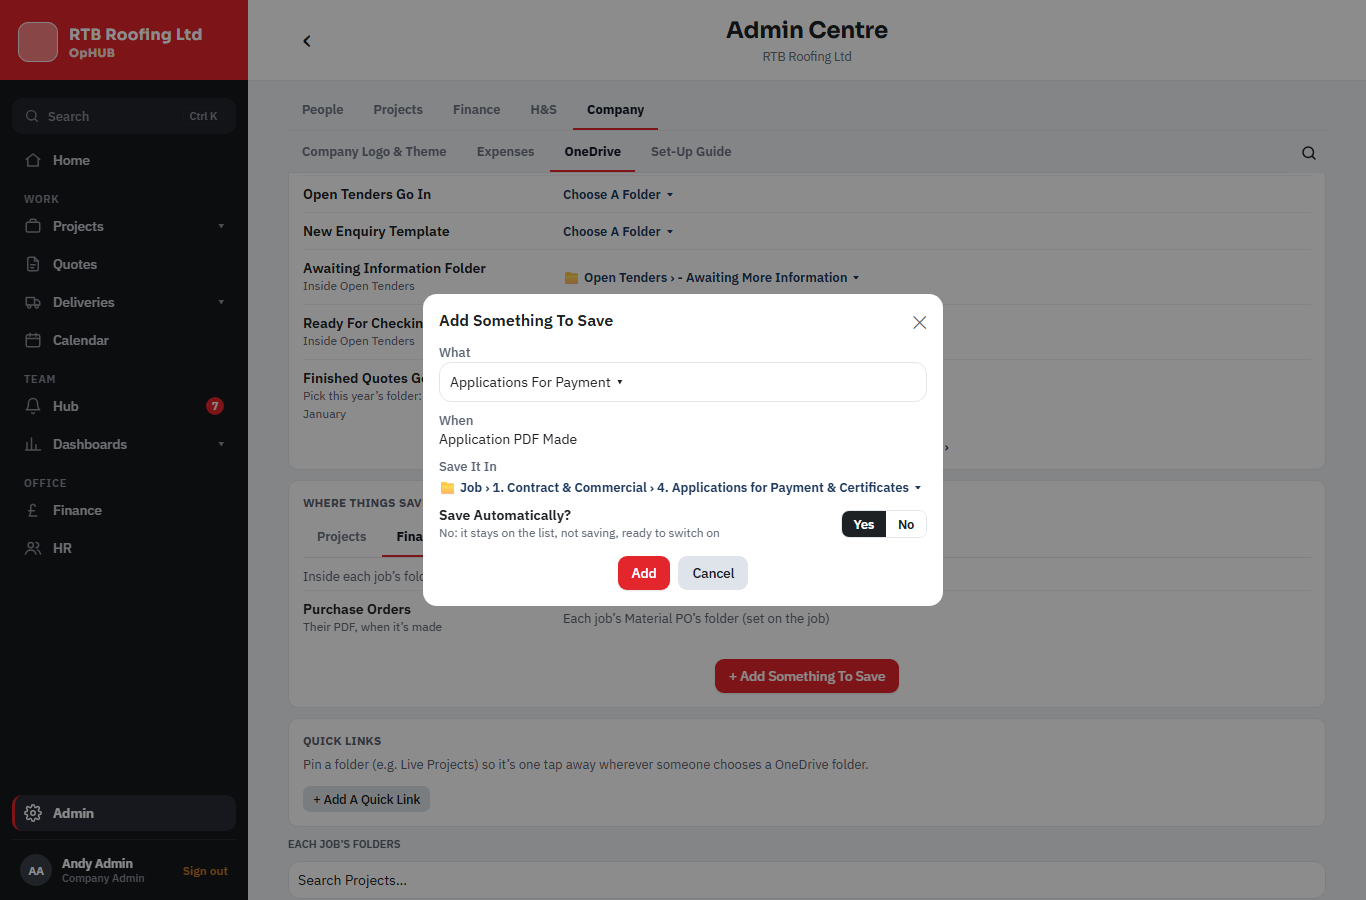 RTB Roofing Ltd
OpHUB
Search
Ctrl K
Home
WORK
Projects
Quotes
Deliveries
Calendar
TEAM
Hub
7
Dashboards
OFFICE
Finance
HR
Admin
AA
Andy Admin
Company Admin
Sign out
Admin Centre
RTB Roofing Ltd
People
Projects
Finance
H&S
Company
Company Logo & Theme
Expenses
OneDrive
Set-Up Guide
Open Tenders Go In
Choose A Folder
New Enquiry Template
Choose A Folder
Awaiting Information Folder
Inside Open Tenders
Open Tenders › - Awaiting More Information
Ready For Checkin
Inside Open Tenders
Finished Quotes Go
Pick this year’s folder:
January
›
Add Something To Save
What
Applications For Payment
When
Application PDF Made
Save It In
Job › 1. Contract & Commercial › 4. Applications for Payment & Certificates
Save Automatically?
No: it stays on the list, not saving, ready to switch on
Yes
No
Add
Cancel
WHERE THINGS SAV
Projects
Fina
Inside each job’s fold
Purchase Orders
Their PDF, when it’s made
Each job’s Material PO’s folder (set on the job)
+ Add Something To Save
QUICK LINKS
Pin a folder (e.g. Live Projects) so it’s one tap away wherever someone chooses a OneDrive folder.
+ Add A Quick Link
EACH JOB’S FOLDERS
Search Projects...